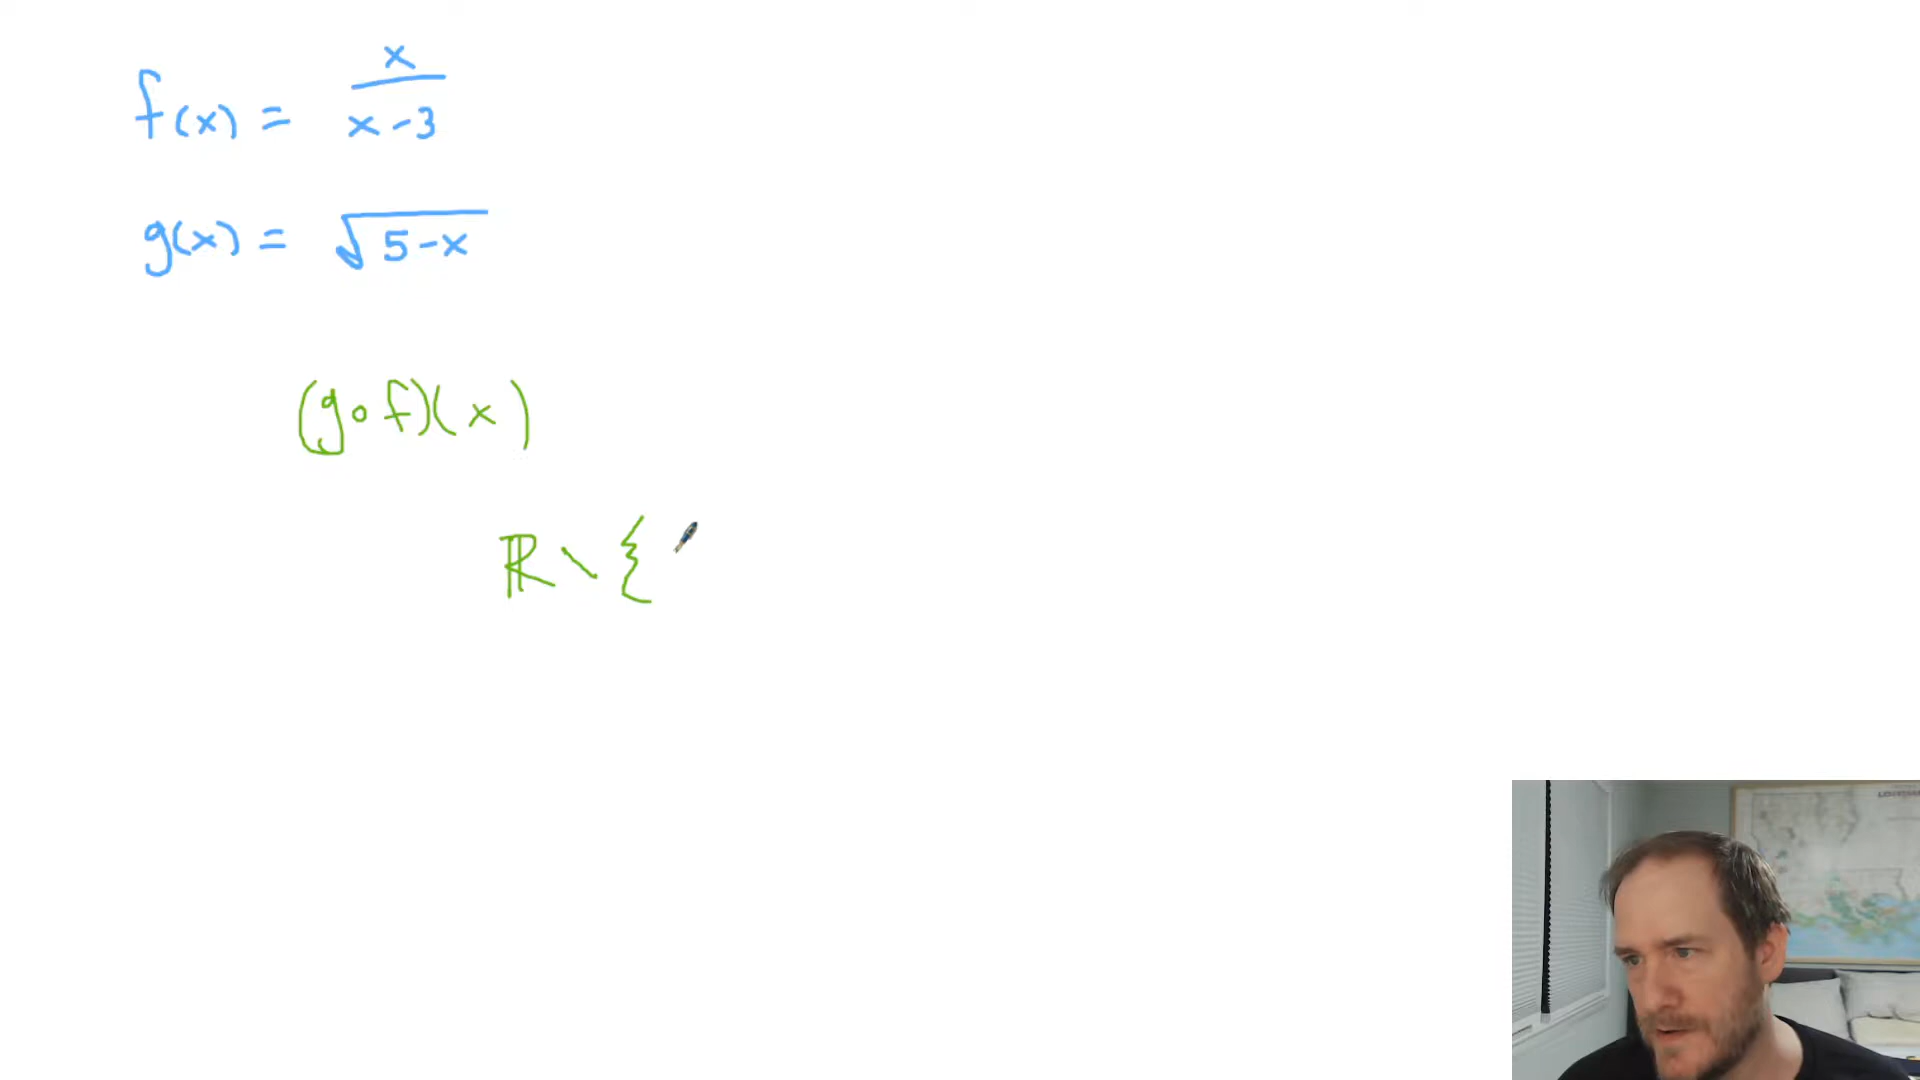 f(x) = x / (x - 3)
g(x) = √(5 - x)
(g∘f)(x)
ℝ \ {